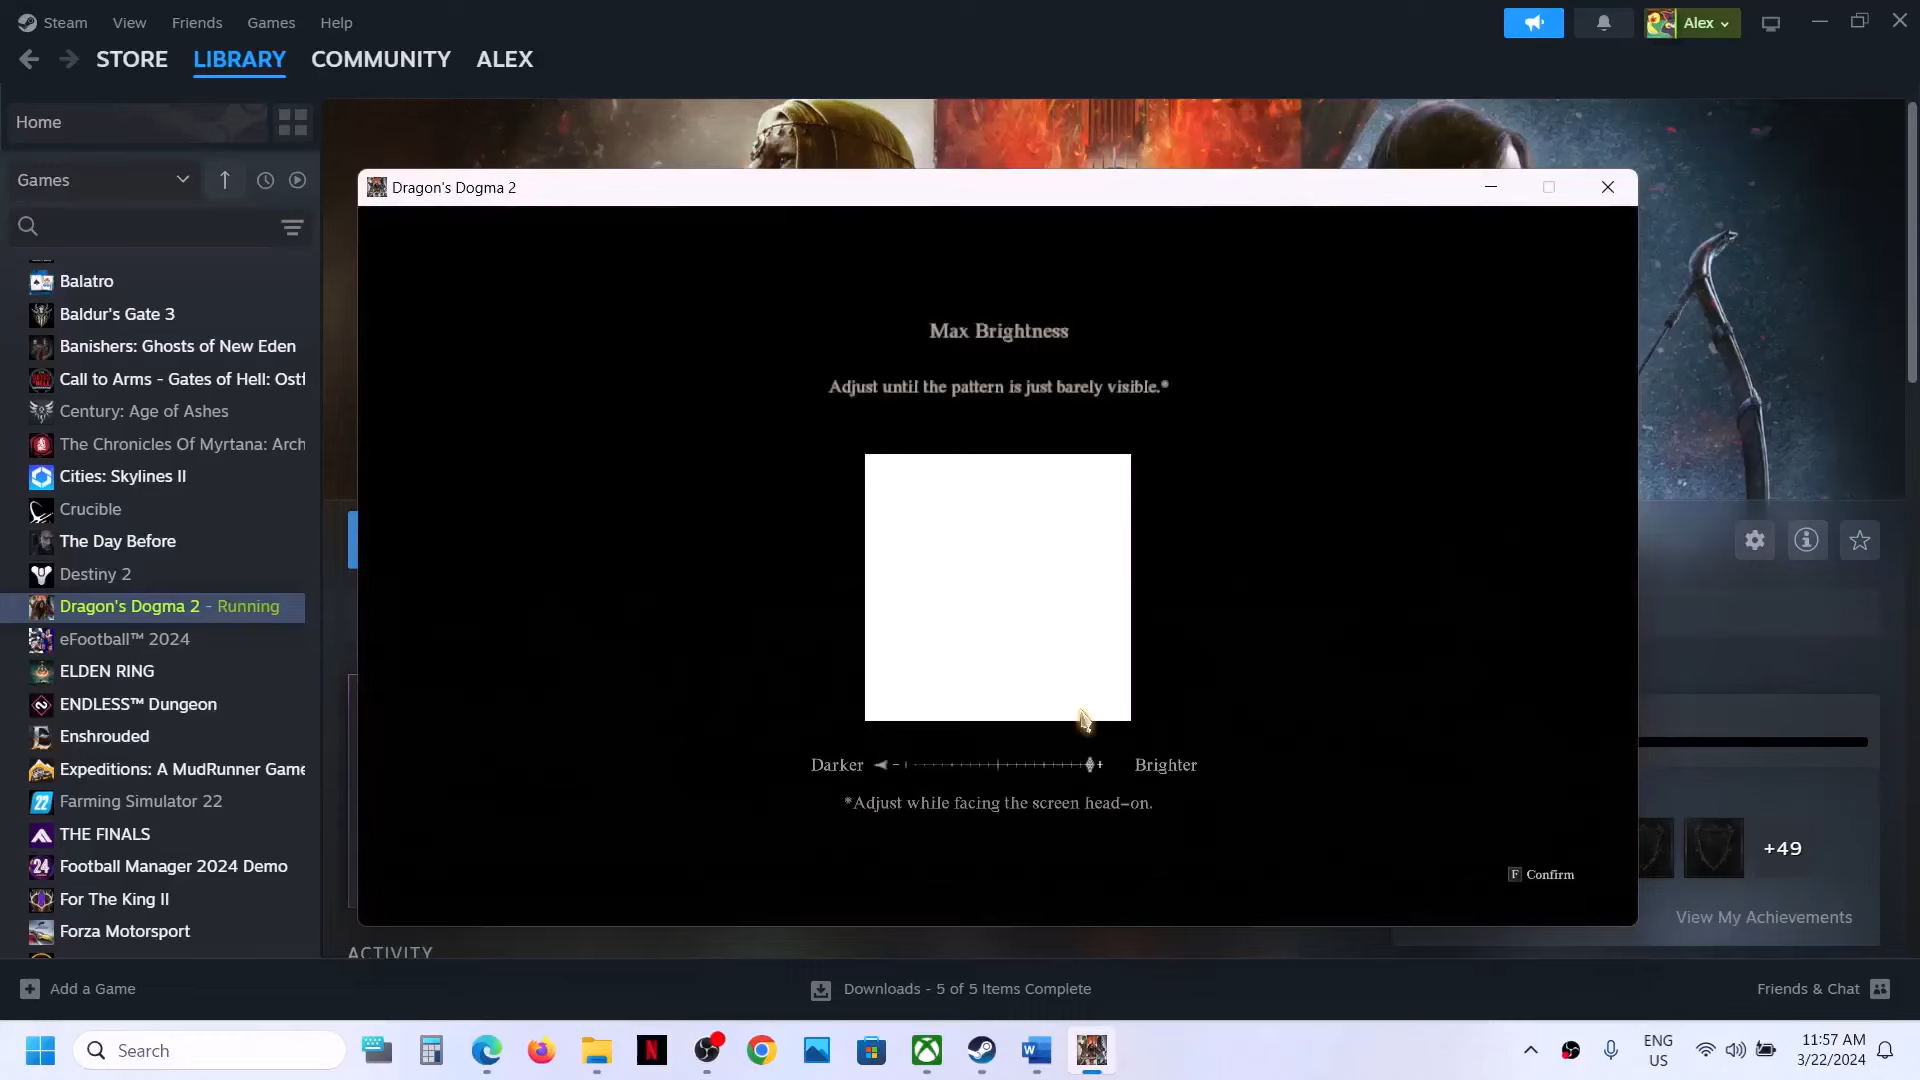 Steam View Friends Games Help
Alex
STORE LIBRARY COMMUNITY ALEX
Home
Games
Balatro
Baldur's Gate 3
Banishers: Ghosts of New Eden
Call to Arms - Gates of Hell: Ostf
Century: Age of Ashes
The Chronicles Of Myrtana: Arch
Cities: Skylines II
Crucible
The Day Before
Destiny 2
Dragon's Dogma 2 - Running
eFootball™ 2024
ELDEN RING
ENDLESS™ Dungeon
Enshrouded
Expeditions: A MudRunner Game
Farming Simulator 22
THE FINALS
Football Manager 2024 Demo
For The King II
Forza Motorsport
Dragon's Dogma 2
Max Brightness
Adjust until the pattern is just barely visible.*
Darker - + Brighter
*Adjust while facing the screen head-on.
F Confirm
+49
View My Achievements
ACTIVITY
Add a Game
Downloads - 5 of 5 Items Complete
Friends & Chat
Search
ENG
US
11:57 AM
3/22/2024